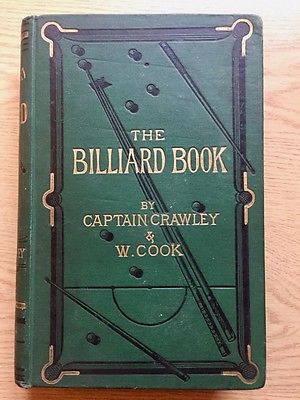 THE
BILLIARD BOOK
BY
CAPTAIN CRAWLEY
&
W. COOK